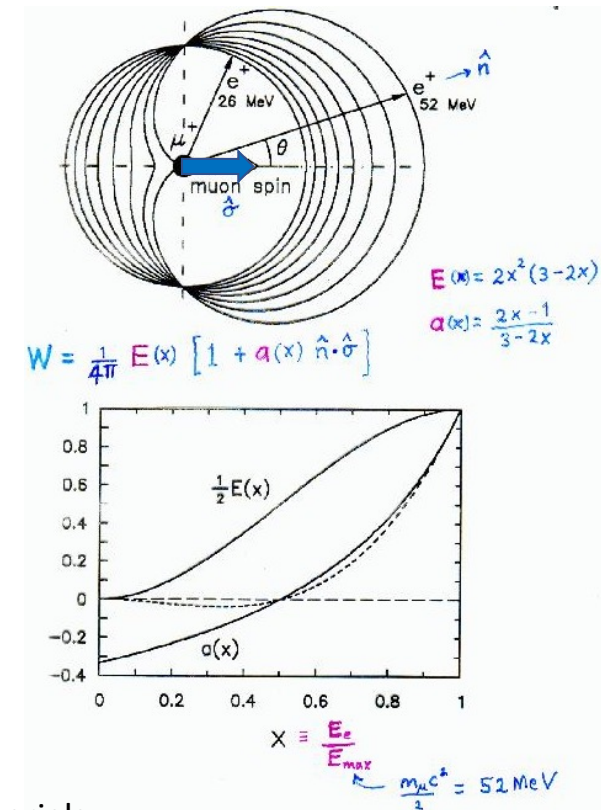 n̂
e+
52 MeV
e+
26 MeV
μ+
θ
muon spin
σ̂
E(x) = 2x²(3-2x)
a(x) = (2x-1)/(3-2x)
W = 1/4π E(x) [1 + a(x) n̂·σ̂]
1
0.8
0.6
0.4
0.2
0
-0.2
-0.4
½E(x)
a(x)
0 0.2 0.4 0.6 0.8 1
X ≡ Ee/Emax
mμc²/2 = 52 MeV